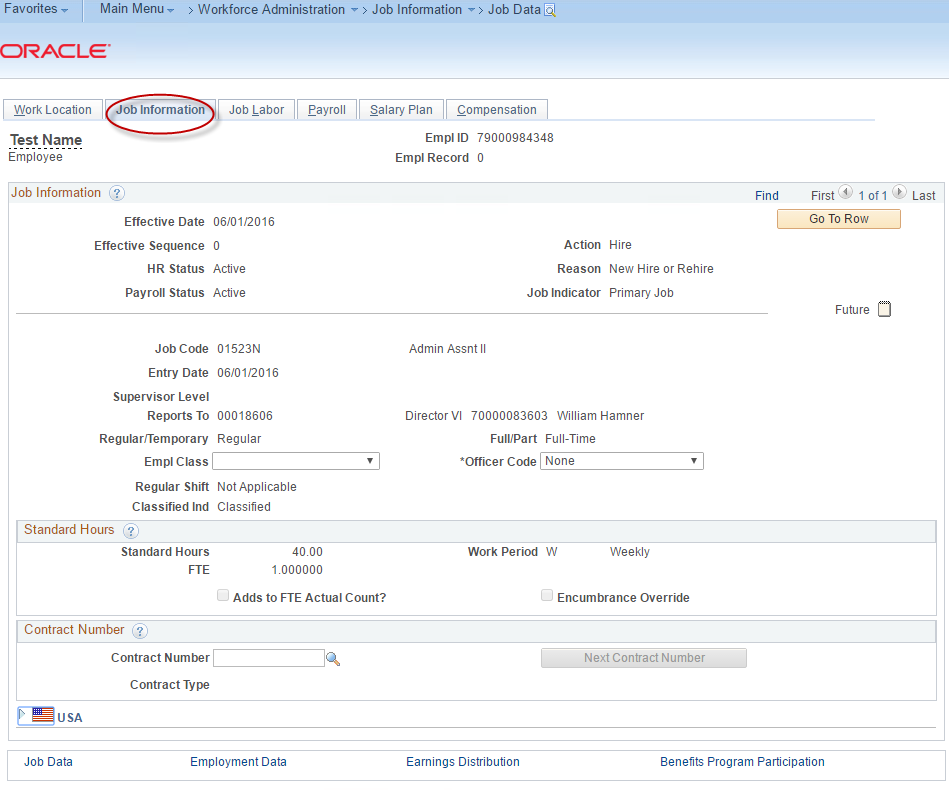 Favorites Main Menu > Workforce Administration > Job Information > Job Data
ORACLE
Work Location Job Information Job Labor Payroll Salary Plan Compensation
Test Name Empl ID 79000984348
Employee Empl Record 0
Job Information ? Find First 1 of 1 Last
Effective Date 06/01/2016 Go To Row
Effective Sequence 0 Action Hire
HR Status Active Reason New Hire or Rehire
Payroll Status Active Job Indicator Primary Job
Future
Job Code 01523N Admin Assnt II
Entry Date 06/01/2016
Supervisor Level
Reports To 00018606 Director VI 70000083603 William Hamner
Regular/Temporary Regular Full/Part Full-Time
Empl Class *Officer Code None
Regular Shift Not Applicable
Classified Ind Classified
Standard Hours ?
Standard Hours 40.00 Work Period W Weekly
FTE 1.000000
Adds to FTE Actual Count? Encumbrance Override
Contract Number ?
Contract Number Next Contract Number
Contract Type
USA
Job Data Employment Data Earnings Distribution Benefits Program Participation